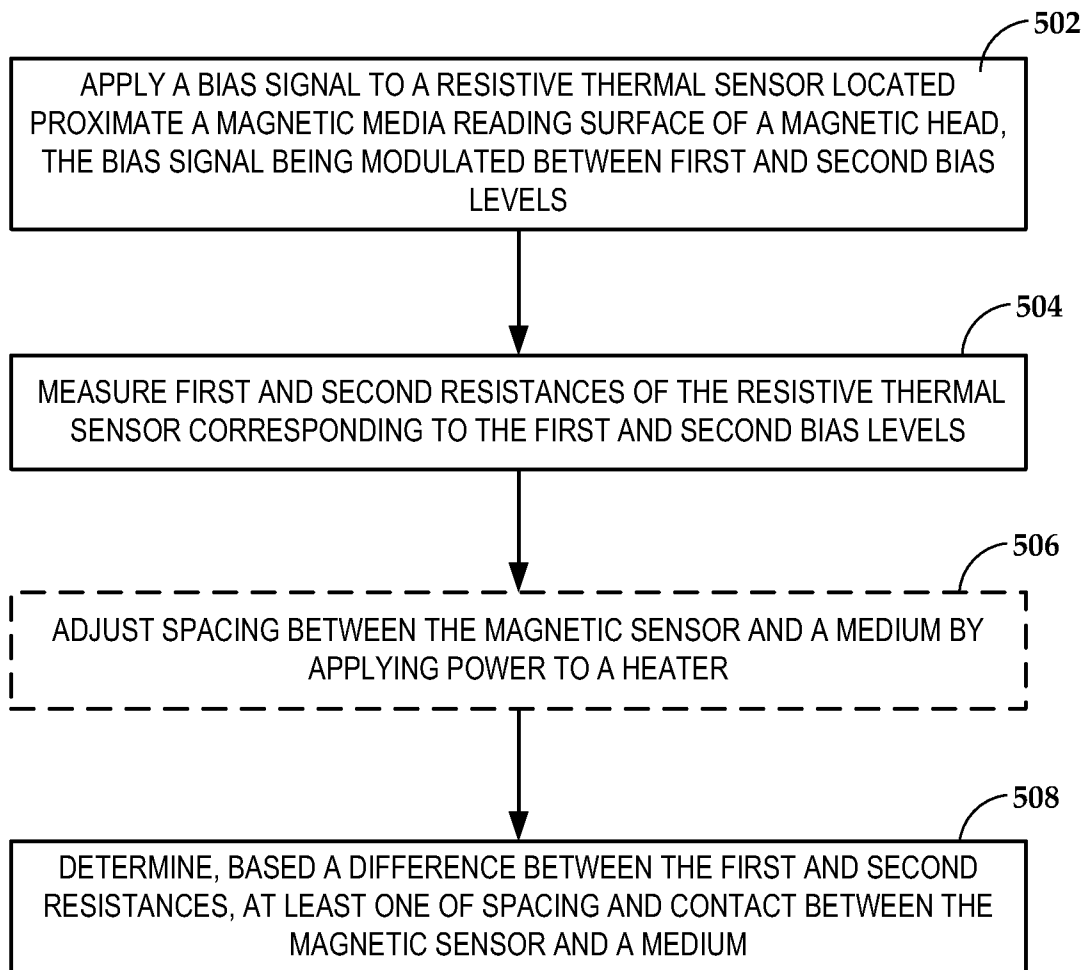 502
APPLY A BIAS SIGNAL TO A RESISTIVE THERMAL SENSOR LOCATED
PROXIMATE A MAGNETIC MEDIA READING SURFACE OF A MAGNETIC HEAD,
THE BIAS SIGNAL BEING MODULATED BETWEEN FIRST AND SECOND BIAS
LEVELS
504
MEASURE FIRST AND SECOND RESISTANCES OF THE RESISTIVE THERMAL
SENSOR CORRESPONDING TO THE FIRST AND SECOND BIAS LEVELS
506
ADJUST SPACING BETWEEN THE MAGNETIC SENSOR AND A MEDIUM BY
APPLYING POWER TO A HEATER
508
DETERMINE, BASED A DIFFERENCE BETWEEN THE FIRST AND SECOND
RESISTANCES, AT LEAST ONE OF SPACING AND CONTACT BETWEEN THE
MAGNETIC SENSOR AND A MEDIUM